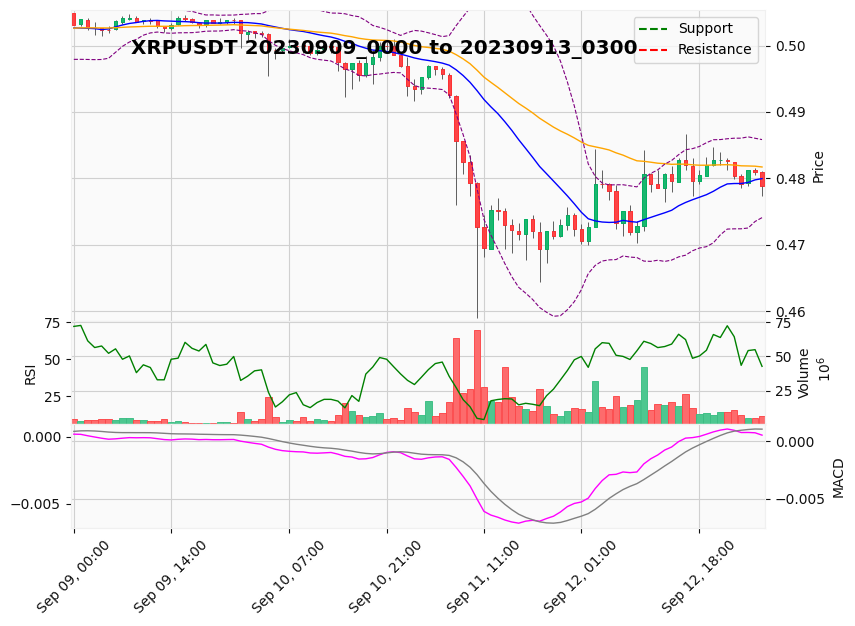 XRPUSDT 20230909_0000 to 20230913_0300
Support
Resistance
0.50
0.49
0.48
0.47
0.46
Price
75
50
25
RSI
75
50
25
Volume
10^6
0.000
−0.005
0.000
−0.005
MACD
Sep 09, 00:00
Sep 09, 14:00
Sep 10, 07:00
Sep 10, 21:00
Sep 11, 11:00
Sep 12, 01:00
Sep 12, 18:00